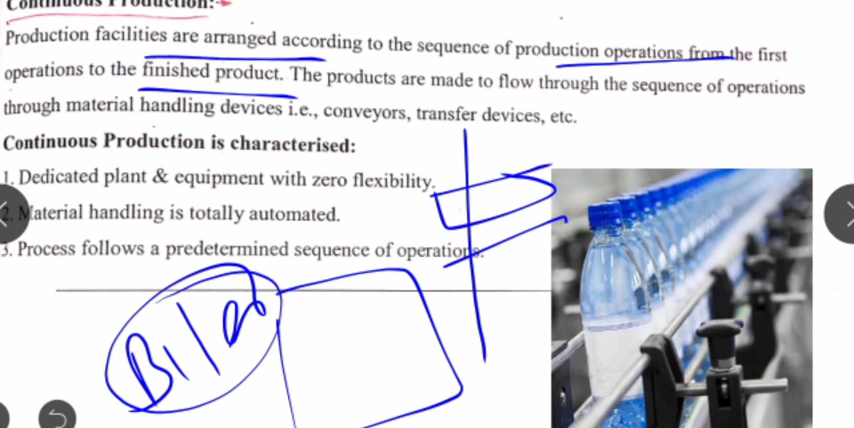 Continuous Production:
Production facilities are arranged according to the sequence of production operations from the first
operations to the finished product. The products are made to flow through the sequence of operations
through material handling devices i.e., conveyors, transfer devices, etc.
Continuous Production is characterised:
1. Dedicated plant & equipment with zero flexibility.
2. Material handling is totally automated.
3. Process follows a predetermined sequence of operations.